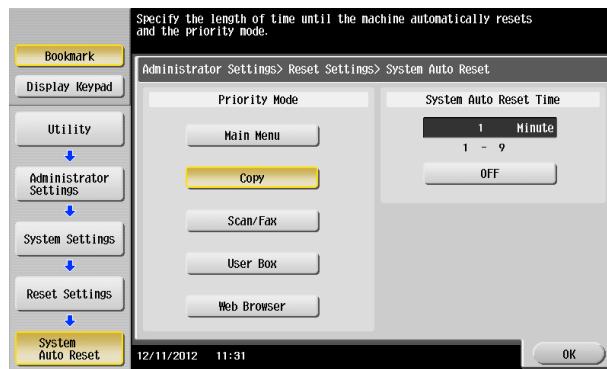 Specify the length of time until the machine automatically resets
and the priority mode.
Bookmark
Display Keypad
Utility
Administrator
Settings
System Settings
Reset Settings
System
Auto Reset
Administrator Settings> Reset Settings> System Auto Reset
Priority Mode
Main Menu
Copy
Scan/Fax
User Box
Web Browser
System Auto Reset Time
1 Minute
1 - 9
OFF
12/11/2012 11:31
OK